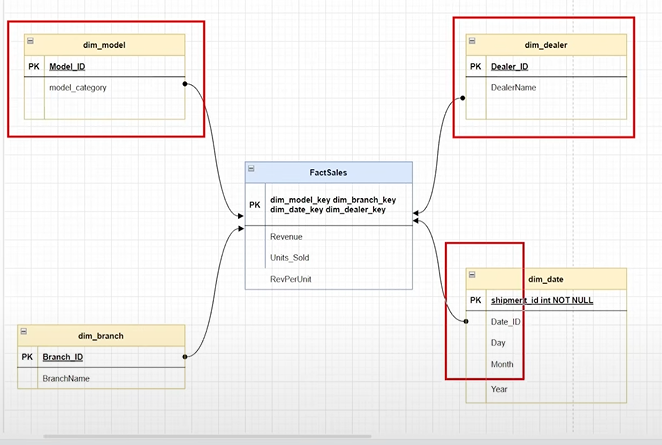 dim_model
PK Model_ID
model_category
dim_dealer
PK Dealer_ID
DealerName
FactSales
PK dim_model_key dim_branch_key
dim_date_key dim_dealer_key
Revenue
Units_Sold
RevPerUnit
dim_branch
PK Branch_ID
BranchName
dim_date
PK shipment_id int NOT NULL
Date_ID
Day
Month
Year